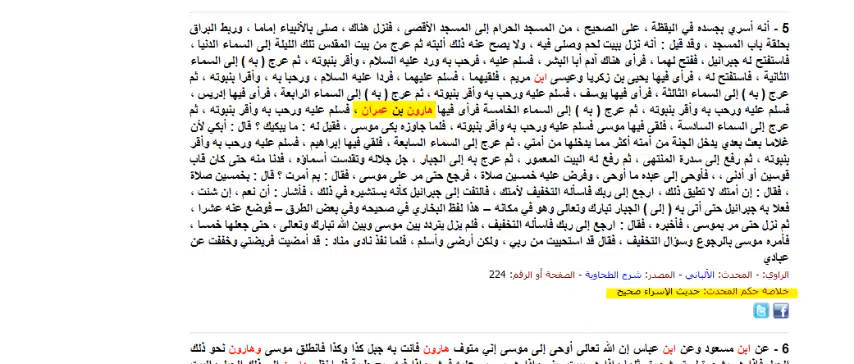 5 - أنه أسري بجسده في اليقظة ، على الصحيح ، من المسجد الحرام إلى المسجد الأقصى ، فنزل هناك ، صلى بالأنبياء إماما ، وربط البراق
بحلقة باب المسجد ، وقد قيل : أنه نزل ببيت لحم وصلى فيه ، ولا يصح عنه ذلك ألبتة ثم عرج من بيت المقدس تلك الليلة إلى السماء الدنيا ،
فاستفتح له جبرائيل ، ففتح لهما ، فرأى هناك آدم أبا البشر ، فسلم عليه ، فرحب به ورد عليه السلام ، وأقر بنبوته ، ثم عرج ( به ) إلى السماء
الثانية ، فاستفتح له ، فرأى فيها يحيى بن زكريا وعيسى ابن مريم ، فلقيهما ، فسلم عليهما ، فردا عليه السلام ، ورحبا به ، وأقرا بنبوته ، ثم
عرج ( به ) إلى السماء الثالثة ، فرأى فيها يوسف ، فسلم عليه ورحب به وأقر بنبوته ، ثم عرج ( به ) إلى السماء الرابعة ، فرأى فيها إدريس ،
فسلم عليه ورحب به وأقر بنبوته ، ثم عرج ( به ) إلى السماء الخامسة فرأى فيها هارون بن عمران ، فسلم عليه ورحب به وأقر بنبوته ، ثم
عرج إلى السماء السادسة ، فلقي فيها موسى فسلم عليه ورحب به وأقر بنبوته ، فلما جاوزه بكى موسى ، فقيل له : ما يبكيك ؟ قال : أبكي لأن
غلاما بعث بعدي يدخل الجنة من أمته أكثر مما يدخلها من أمتي ، ثم عرج إلى السماء السابعة ، فلقي فيها إبراهيم ، فسلم عليه ورحب به وأقر
بنبوته ، ثم رفع إلى سدرة المنتهى ، ثم رفع له البيت المعمور ، ثم عرج به إلى الجبار ، جل جلاله وتقدست أسماؤه ، فدنا منه حتى كان قاب
قوسين أو أدنى ، ، فأوحى إلى عبده ما أوحى ، وفرض عليه خمسين صلاة ، فرجع حتى مر على موسى ، فقال : بم أمرت ؟ قال : بخمسين صلاة
، فقال : إن أمتك لا تطيق ذلك ، ارجع إلى ربك فاسأله التخفيف لأمتك ، فالتفت إلى جبرائيل كأنه يستشيره في ذلك ، فأشار : أن نعم ، إن شئت ،
فعلا به جبرائيل حتى أتى به ( إلى ) الجبار تبارك وتعالى وهو في مكانه – هذا لفظ البخاري في صحيحه وفي بعض الطرق – فوضع عنه عشرا ،
ثم نزل حتى مر بموسى ، فأخبره ، فقال : ارجع إلى ربك فاسأله التخفيف ، فلم يزل يتردد بين موسى وبين الله تبارك وتعالى ، حتى جعلها خمسا ،
فأمره موسى بالرجوع وسؤال التخفيف ، فقال قد استحييت من ربي ، ولكن أرضى وأسلم ، فلما نفذ نادى مناد : قد أمضيت فريضتي وخففت عن
عبادي
الراوي: - المحدث: الألباني - المصدر: شرح الطحاوية - الصفحة أو الرقم: 224
خلاصة حكم المحدث: حديث الإسراء صحيح
6 - عن ابن مسعود وعن ابن عباس إن الله تعالى أوحى إلى موسى إني متوف هارون فانت به جبل كذا وكذا فانطلق موسى وهارون نحو ذلك